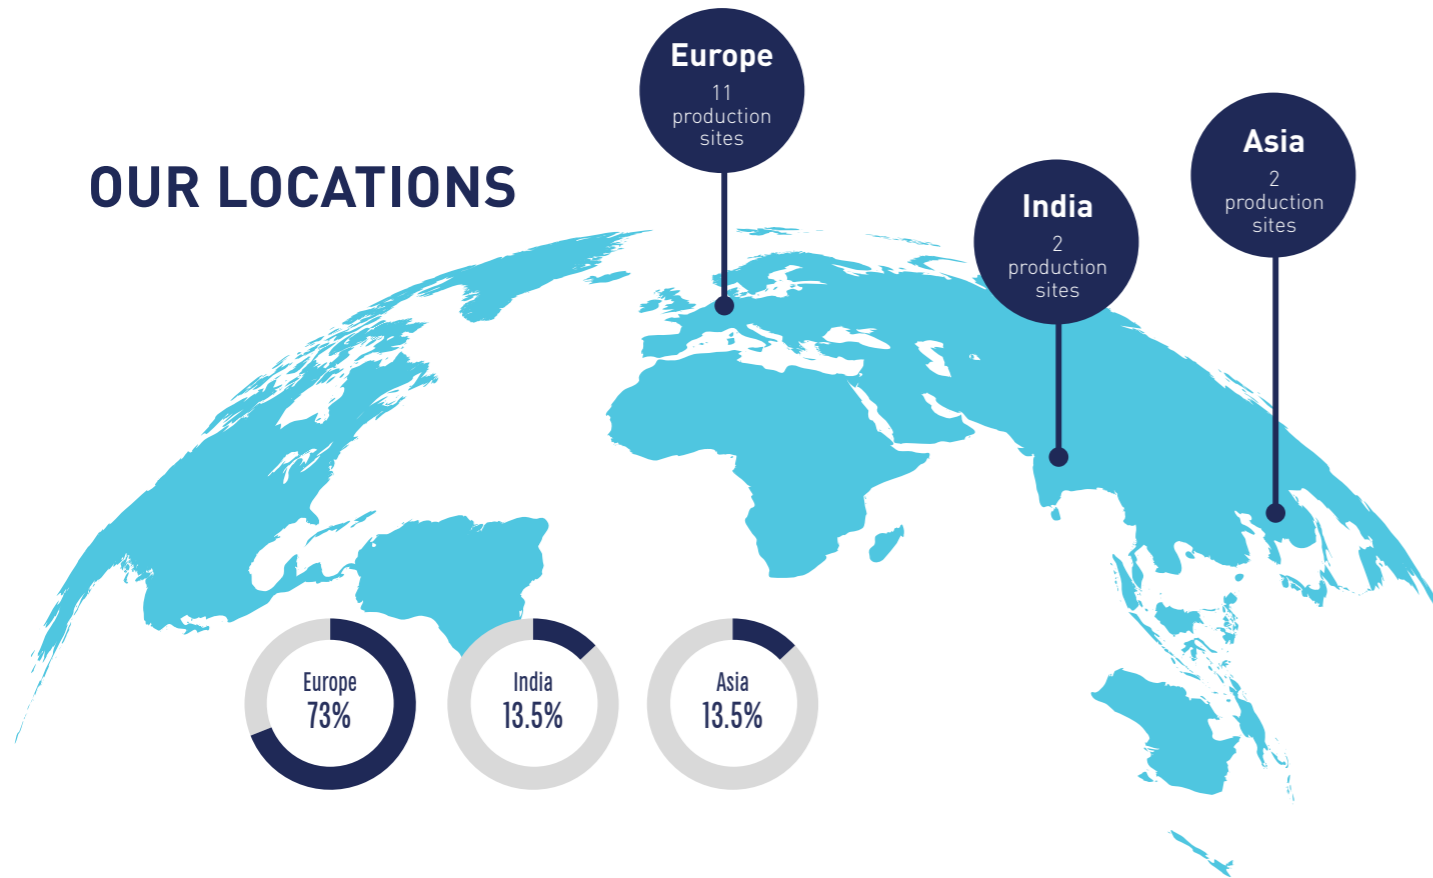 OUR LOCATIONS
Europe
11
production
sites
India
2
production
sites
Asia
2
production
sites
Europe
73%
India
13.5%
Asia
13.5%